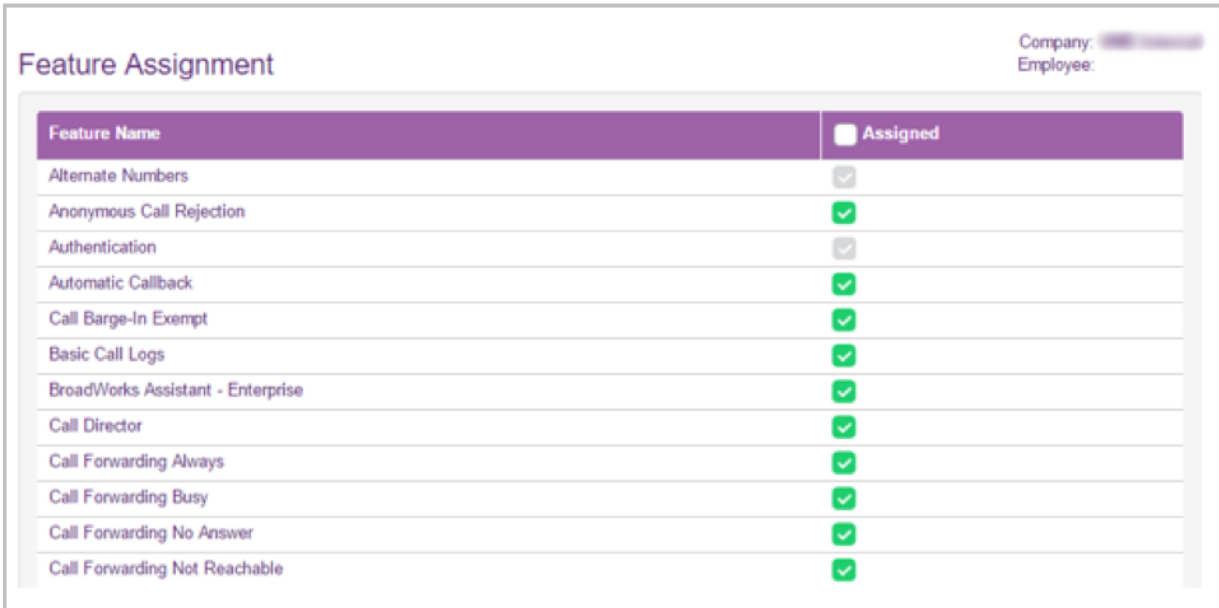 Company:
Feature Assignment
Employee:
Feature Name Assigned
Alternate Numbers
Anonymous Call Rejection
Authentication
Automatic Callback
Call Barge-In Exempt
Basic Call Logs
BroadWorks Assistant - Enterprise
Call Director
Call Forwarding Always
Call Forwarding Busy
Call Forwarding No Answer
Call Forwarding Not Reachable